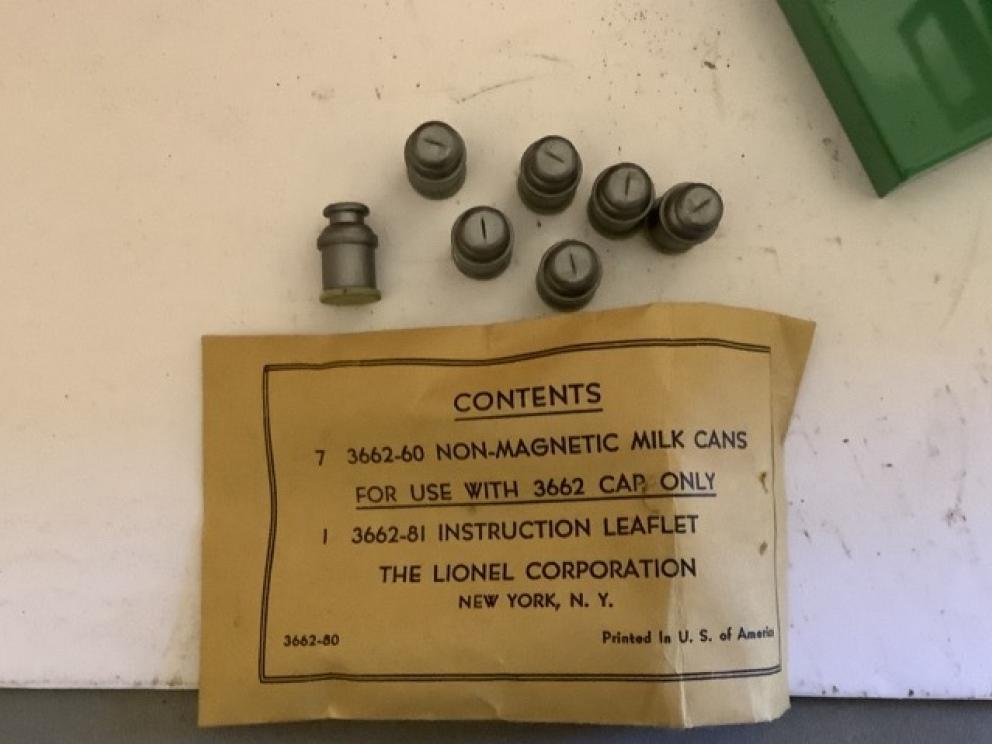 CONTENTS
7 3662-60 NON-MAGNETIC MILK CANS
FOR USE WITH 3662 CAR ONLY
1 3662-81 INSTRUCTION LEAFLET
THE LIONEL CORPORATION
NEW YORK, N. Y.
3662-80 Printed in U. S. of America